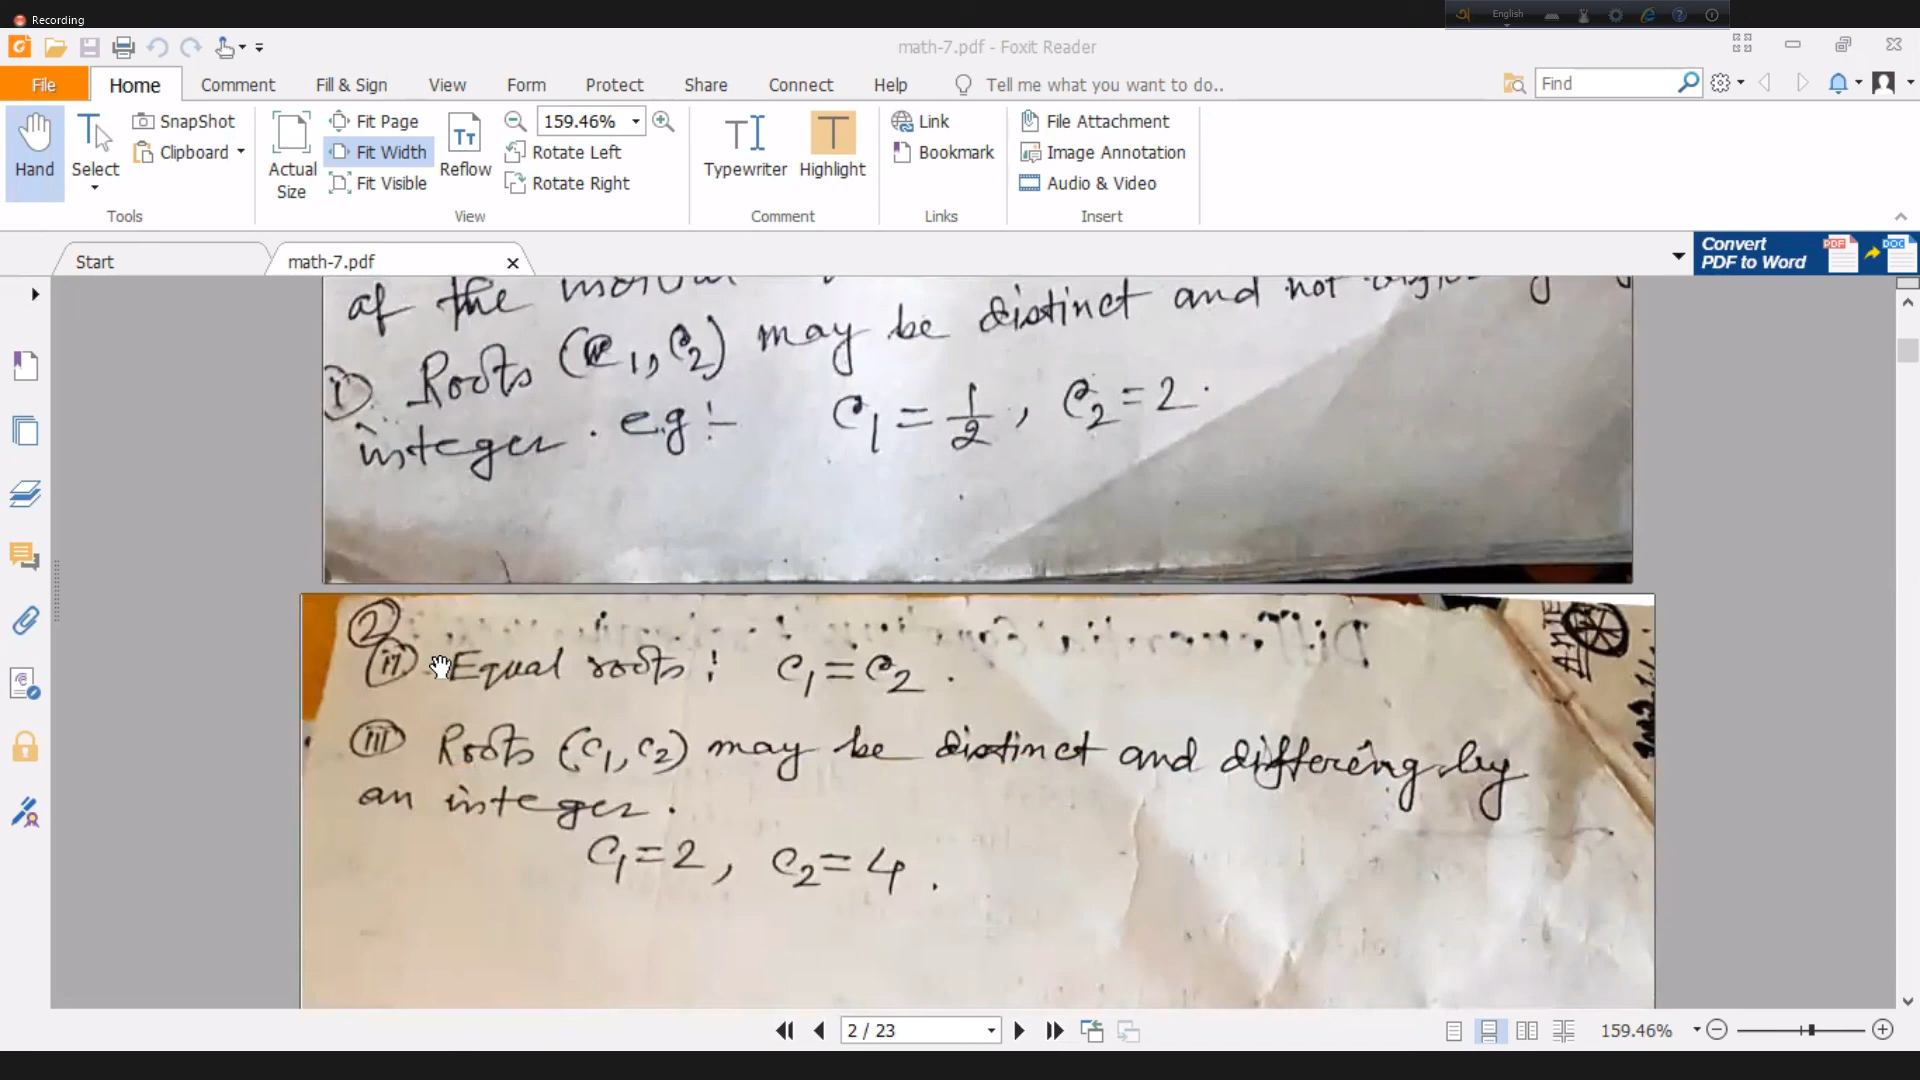 Recording
English
math-7.pdf - Foxit Reader
File
Home
Comment
Fill & Sign
View
Form
Protect
Share
Connect
Help
Tell me what you want to do..
Find
Hand
Select
SnapShot
Clipboard
Tools
Actual Size
Fit Page
Fit Width
Fit Visible
Reflow
159.46%
Rotate Left
Rotate Right
View
Typewriter
Highlight
Comment
Link
Bookmark
Links
File Attachment
Image Annotation
Audio & Video
Insert
Start
math-7.pdf
Convert PDF to Word
PDF
DOC
of the
(i) Roots (c1, c2) may be distinct and not
integer. e.g:- c1 = 1/2, c2 = 2.
2
(ii) Equal roots: c1 = c2.
(iii) Roots (c1, c2) may be distinct and differing by
an integer.
c1 = 2, c2 = 4.
2 / 23
159.46%